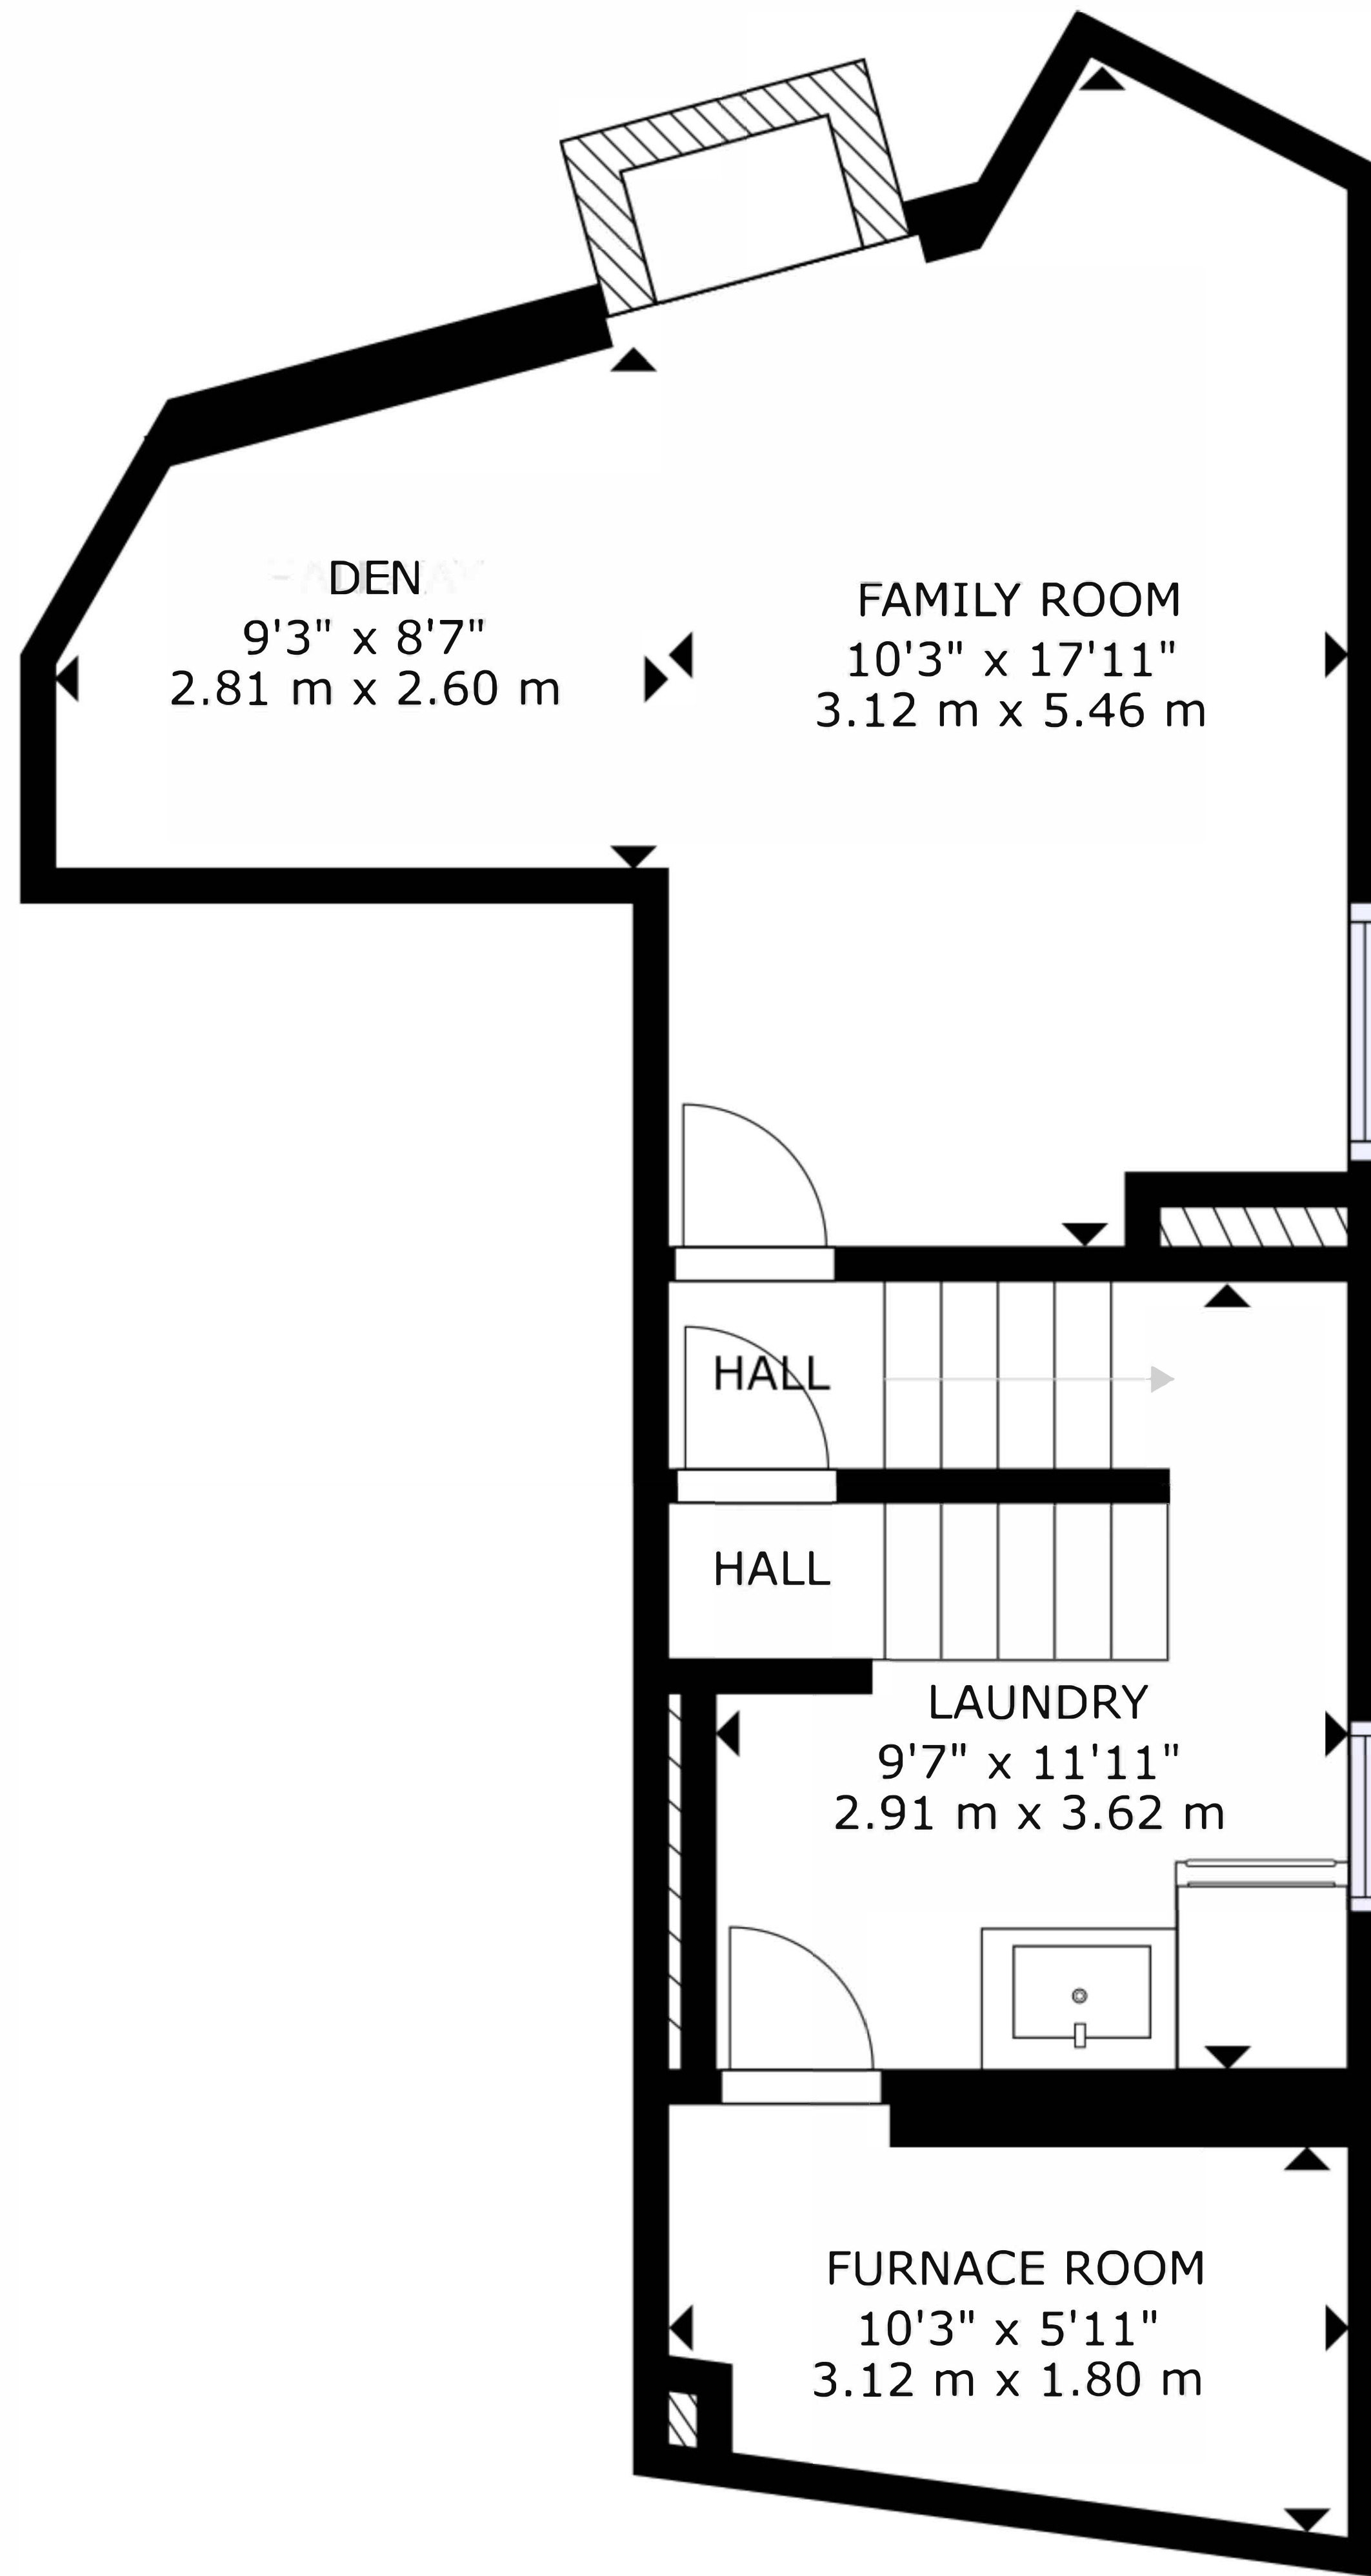 DEN
9'3" x 8'7"
2.81 m x 2.60 m
FAMILY ROOM
10'3" x 17'11"
3.12 m x 5.46 m
HALL
HALL
LAUNDRY
9'7" x 11'11"
2.91 m x 3.62 m
FURNACE ROOM
10'3" x 5'11"
3.12 m x 1.80 m